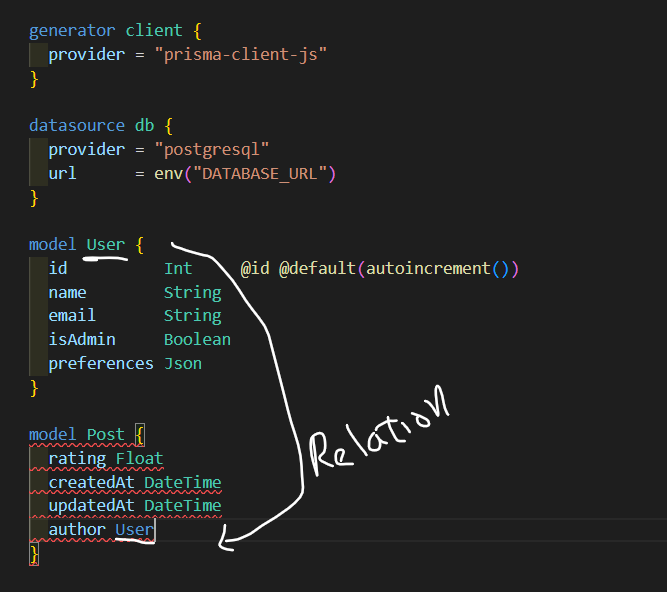 generator client {
provider = "prisma-client-js"
}
datasource db {
provider = "postgresql"
url = env("DATABASE_URL")
}
model User {
id Int @id @default(autoincrement())
name String
email String
isAdmin Boolean
preferences Json
}
model Post {
rating Float
createdAt DateTime
updatedAt DateTime
author User
}
Relation